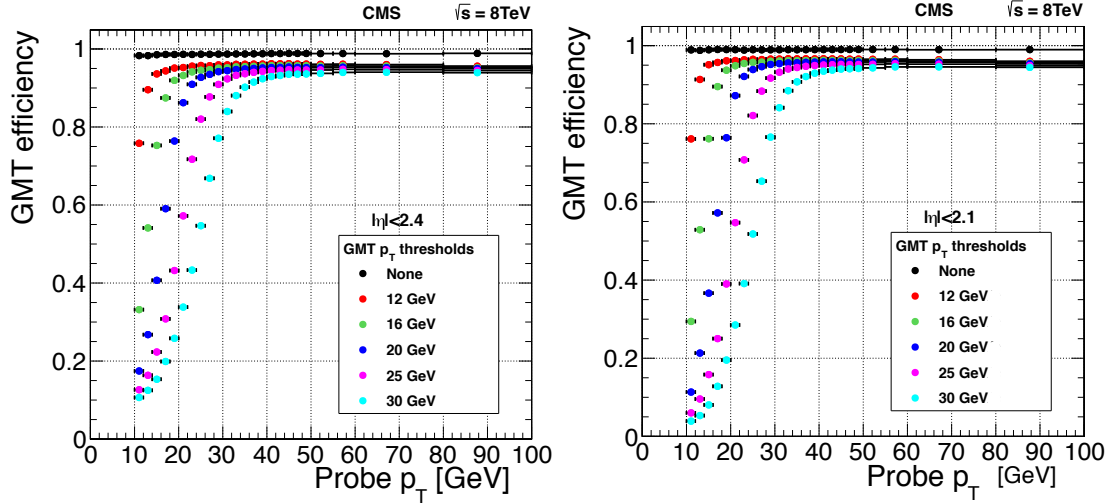 CMS √s = 8TeV
GMT efficiency
1
0.8
0.6
0.4
0.2
0
|η|<2.4
GMT p_T thresholds
None
12 GeV
16 GeV
20 GeV
25 GeV
30 GeV
0 10 20 30 40 50 60 70 80 90 100
Probe p_T [GeV]
CMS √s = 8TeV
GMT efficiency
1
0.8
0.6
0.4
0.2
0
|η|<2.1
GMT p_T thresholds
None
12 GeV
16 GeV
20 GeV
25 GeV
30 GeV
0 10 20 30 40 50 60 70 80 90 100
Probe p_T [GeV]